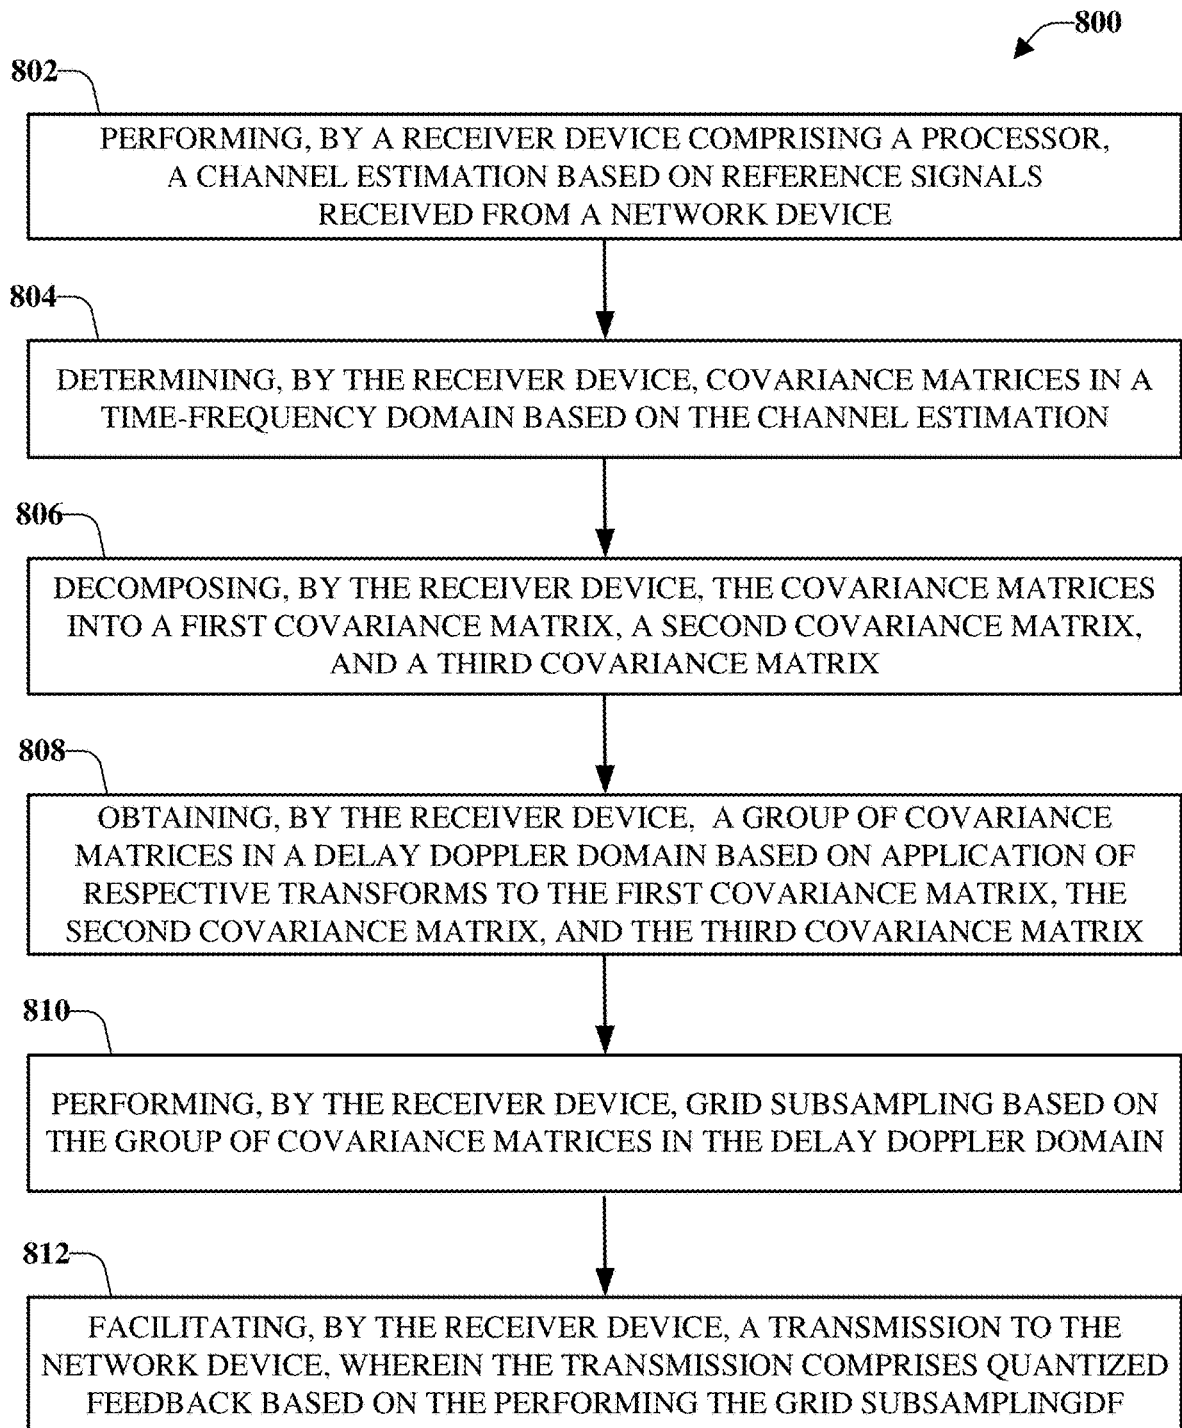 800
802
PERFORMING, BY A RECEIVER DEVICE COMPRISING A PROCESSOR,
A CHANNEL ESTIMATION BASED ON REFERENCE SIGNALS
RECEIVED FROM A NETWORK DEVICE
804
DETERMINING, BY THE RECEIVER DEVICE, COVARIANCE MATRICES IN A
TIME-FREQUENCY DOMAIN BASED ON THE CHANNEL ESTIMATION
806
DECOMPOSING, BY THE RECEIVER DEVICE, THE COVARIANCE MATRICES
INTO A FIRST COVARIANCE MATRIX, A SECOND COVARIANCE MATRIX,
AND A THIRD COVARIANCE MATRIX
808
OBTAINING, BY THE RECEIVER DEVICE, A GROUP OF COVARIANCE
MATRICES IN A DELAY DOPPLER DOMAIN BASED ON APPLICATION OF
RESPECTIVE TRANSFORMS TO THE FIRST COVARIANCE MATRIX, THE
SECOND COVARIANCE MATRIX, AND THE THIRD COVARIANCE MATRIX
810
PERFORMING, BY THE RECEIVER DEVICE, GRID SUBSAMPLING BASED ON
THE GROUP OF COVARIANCE MATRICES IN THE DELAY DOPPLER DOMAIN
812
FACILITATING, BY THE RECEIVER DEVICE, A TRANSMISSION TO THE
NETWORK DEVICE, WHEREIN THE TRANSMISSION COMPRISES QUANTIZED
FEEDBACK BASED ON THE PERFORMING THE GRID SUBSAMPLINGDF